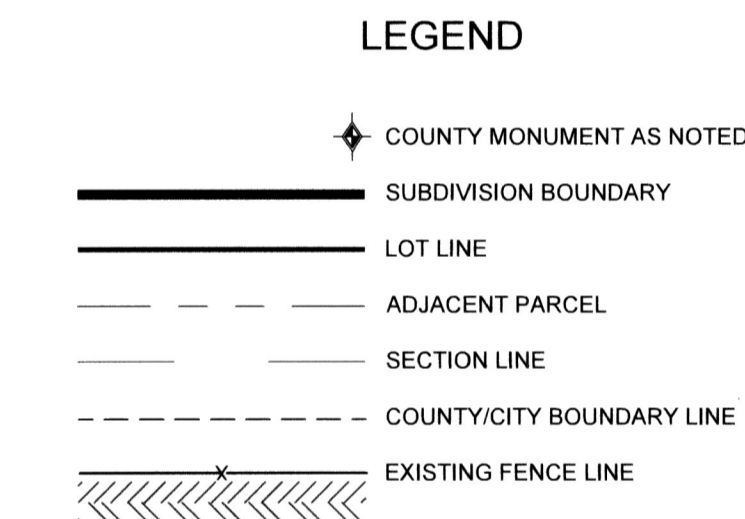 LEGEND
COUNTY MONUMENT AS NOTED
SUBDIVISION BOUNDARY
LOT LINE
ADJACENT PARCEL
SECTION LINE
COUNTY/CITY BOUNDARY LINE
X EXISTING FENCE LINE